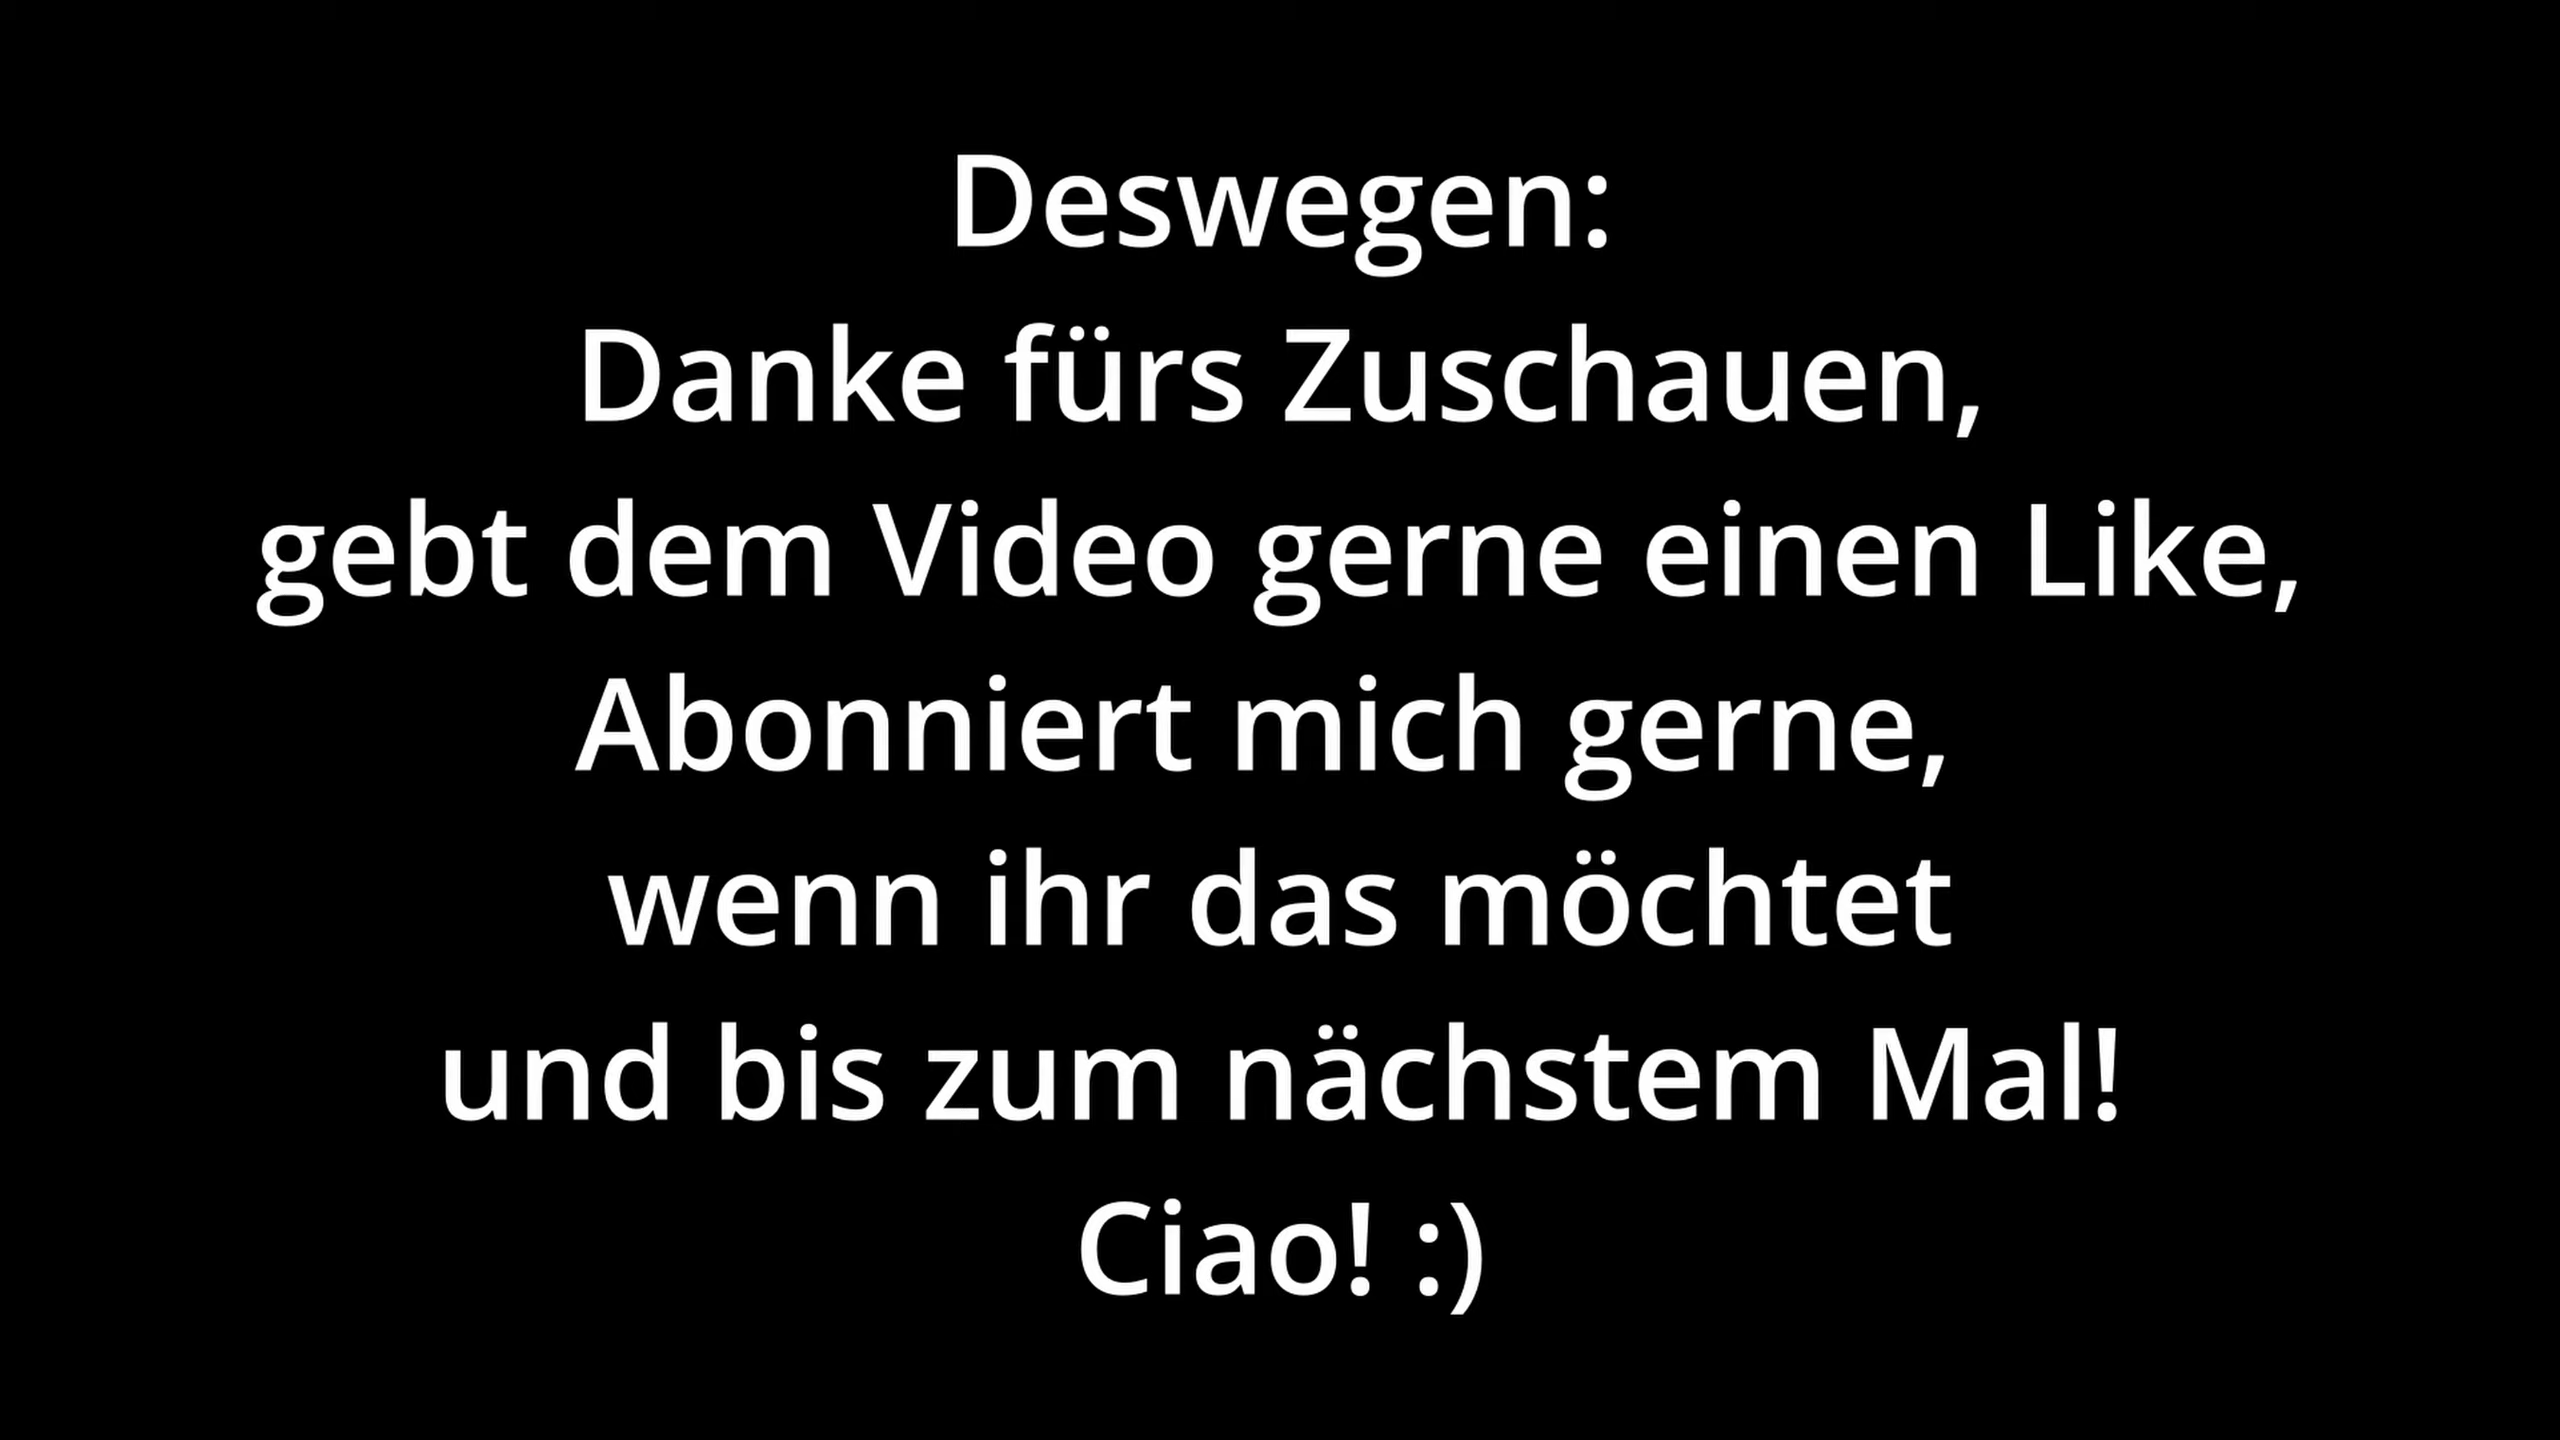 Deswegen:
Danke fürs Zuschauen,
gebt dem Video gerne einen Like,
Abonniert mich gerne,
wenn ihr das möchtet
und bis zum nächstem Mal!
Ciao! :)